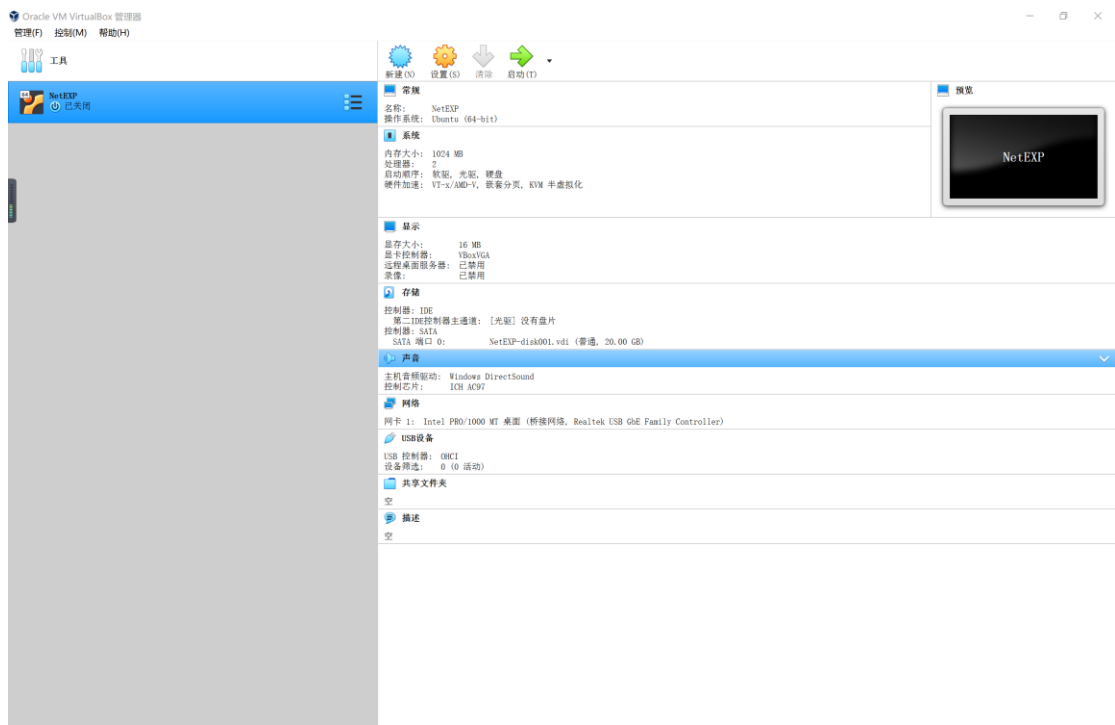 Oracle VM VirtualBox 管理器
管理(F) 控制(M) 帮助(H)
工具
新建(N) 设置(S) 清除 启动(T)
64
NetEXP
已关闭
常规
名称: NetEXP
操作系统: Ubuntu (64-bit)
预览
NetEXP
系统
内存大小: 1024 MB
处理器: 2
启动顺序: 软驱, 光驱, 硬盘
硬件加速: VT-x/AMD-V, 嵌套分页, KVM 半虚拟化
显示
显存大小: 16 MB
显卡控制器: VBoxVGA
远程桌面服务器: 已禁用
录像: 已禁用
存储
控制器: IDE
第二IDE控制器主通道: [光驱] 没有盘片
控制器: SATA
SATA 端口 0: NetEXP-disk001.vdi (普通, 20.00 GB)
声音
主机音频驱动: Windows DirectSound
控制芯片: ICH AC97
网络
网卡 1: Intel PRO/1000 MT 桌面 (桥接网络, Realtek USB GbE Family Controller)
USB设备
USB 控制器: OHCI
设备筛选: 0 (0 活动)
共享文件夹
空
描述
空